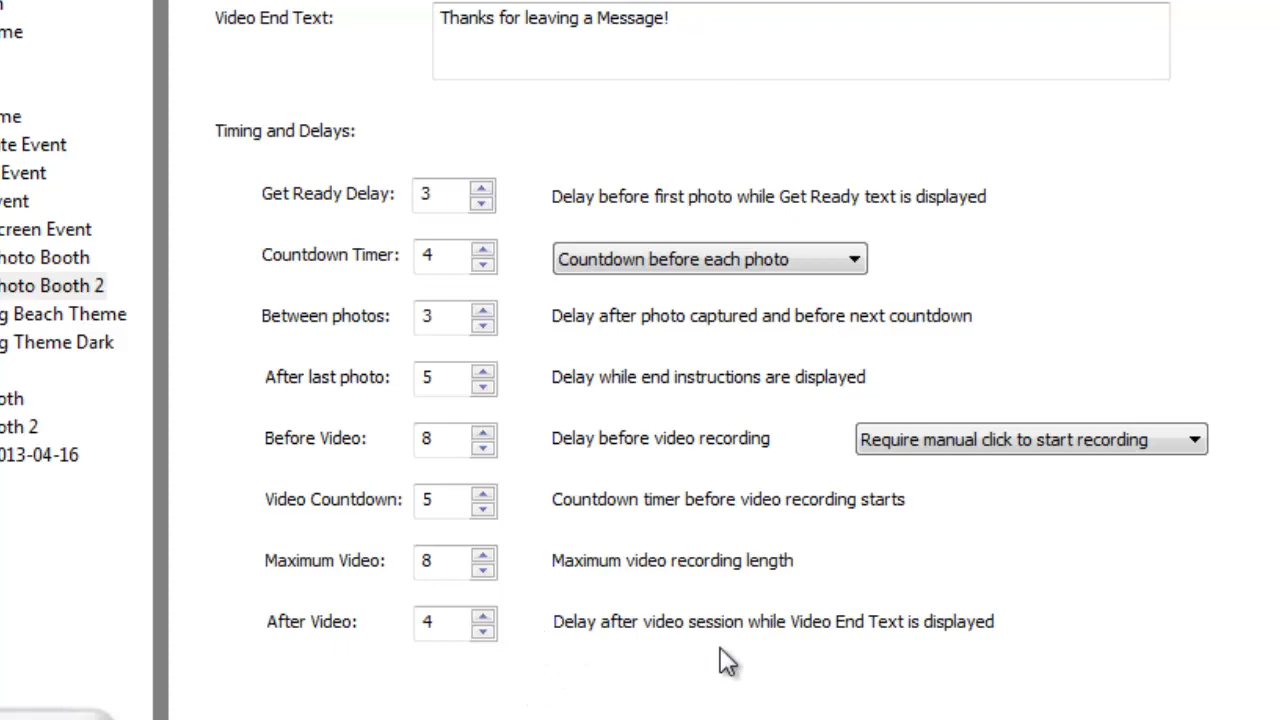 Video End Text:
Thanks for leaving a Message!
me
me
te Event
Event
vent
creen Event
hoto Booth
hoto Booth 2
g Beach Theme
g Theme Dark
oth
oth 2
013-04-16
Timing and Delays:
Get Ready Delay: 3 Delay before first photo while Get Ready text is displayed
Countdown Timer: 4 Countdown before each photo
Between photos: 3 Delay after photo captured and before next countdown
After last photo: 5 Delay while end instructions are displayed
Before Video: 8 Delay before video recording Require manual click to start recording
Video Countdown: 5 Countdown timer before video recording starts
Maximum Video: 8 Maximum video recording length
After Video: 4 Delay after video session while Video End Text is displayed